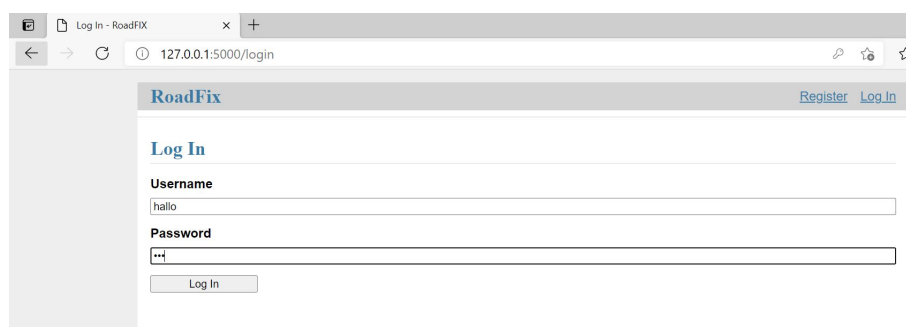 Log In - RoadFIX
127.0.0.1:5000/login
RoadFix Register Log In
Log In
Username
hallo
Password
•••
Log In